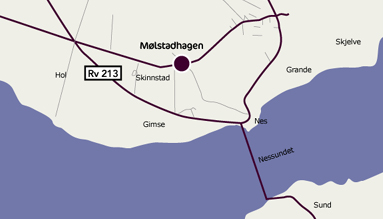 Mølstadhagen
Skjelve
Hol
Rv 213
Skinnstad
Grande
Gimse
Nes
Nessundet
Sund